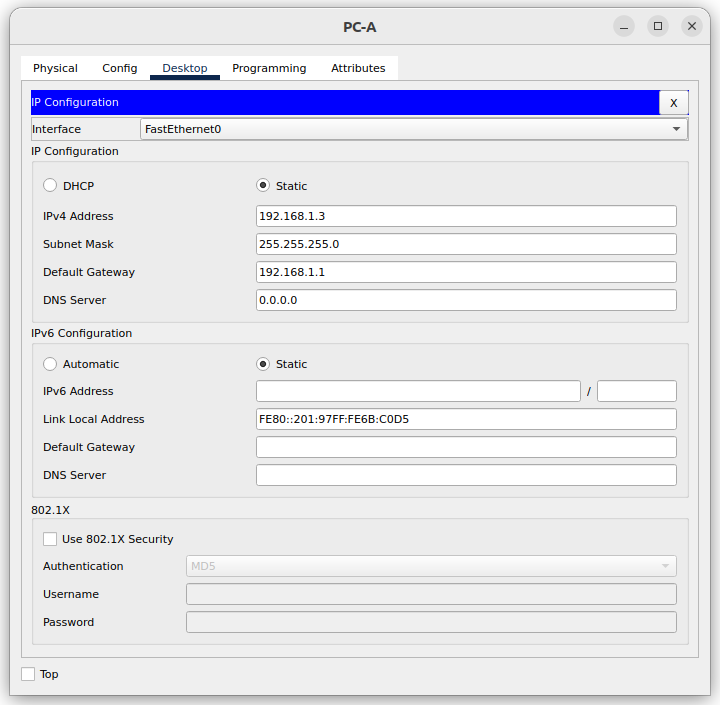 PC-A
Physical Config Desktop Programming Attributes
IP Configuration X
Interface FastEthernet0
IP Configuration
DHCP Static
IPv4 Address 192.168.1.3
Subnet Mask 255.255.255.0
Default Gateway 192.168.1.1
DNS Server 0.0.0.0
IPv6 Configuration
Automatic Static
IPv6 Address /
Link Local Address FE80::201:97FF:FE6B:C0D5
Default Gateway
DNS Server
802.1X
Use 802.1X Security
Authentication MD5
Username
Password
Top